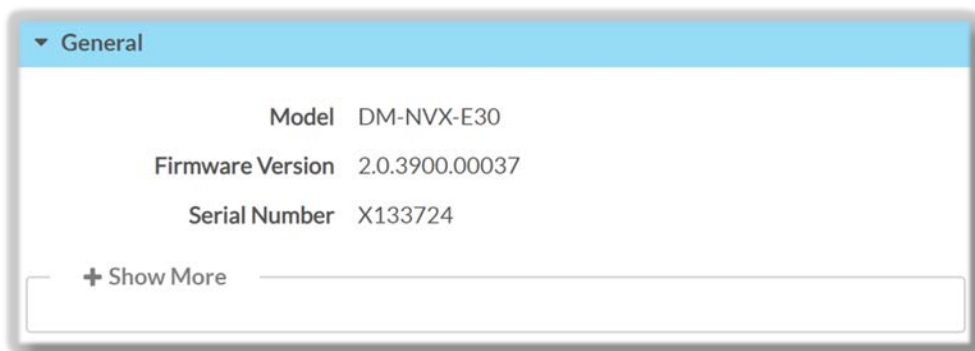 General
Model DM-NVX-E30
Firmware Version 2.0.3900.00037
Serial Number X133724
Show More